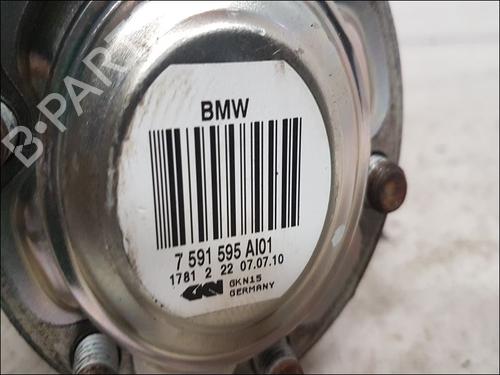 B-PARTS
BMW
7 591 595 AI01
1781 2 22 07.07.10
GKN GKN15
GERMANY